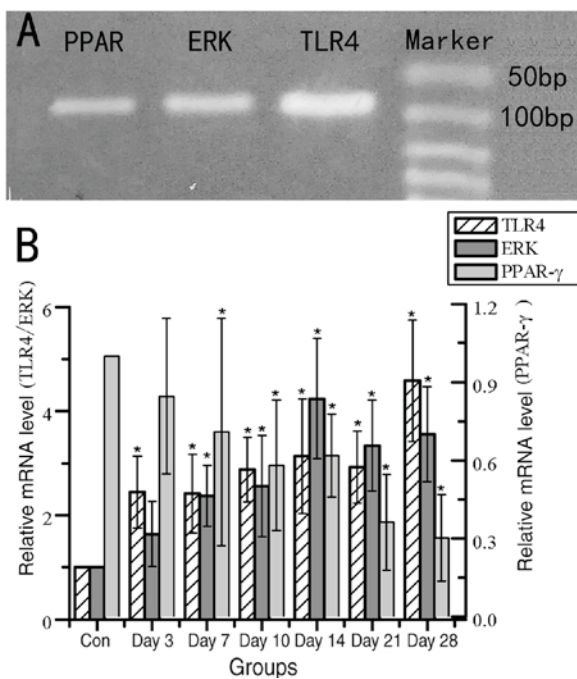 A
PPAR ERK TLR4 Marker
50bp
100bp
B
TLR4
ERK
PPAR-γ
Relative mRNA level (TLR4/ERK)
6
4
2
0
* * * * * * * * * * * * * * *
1.2
0.9
0.6
0.3
0.0
Relative mRNA level (PPAR-γ)
Con Day 3 Day 7 Day 10 Day 14 Day 21 Day 28
Groups